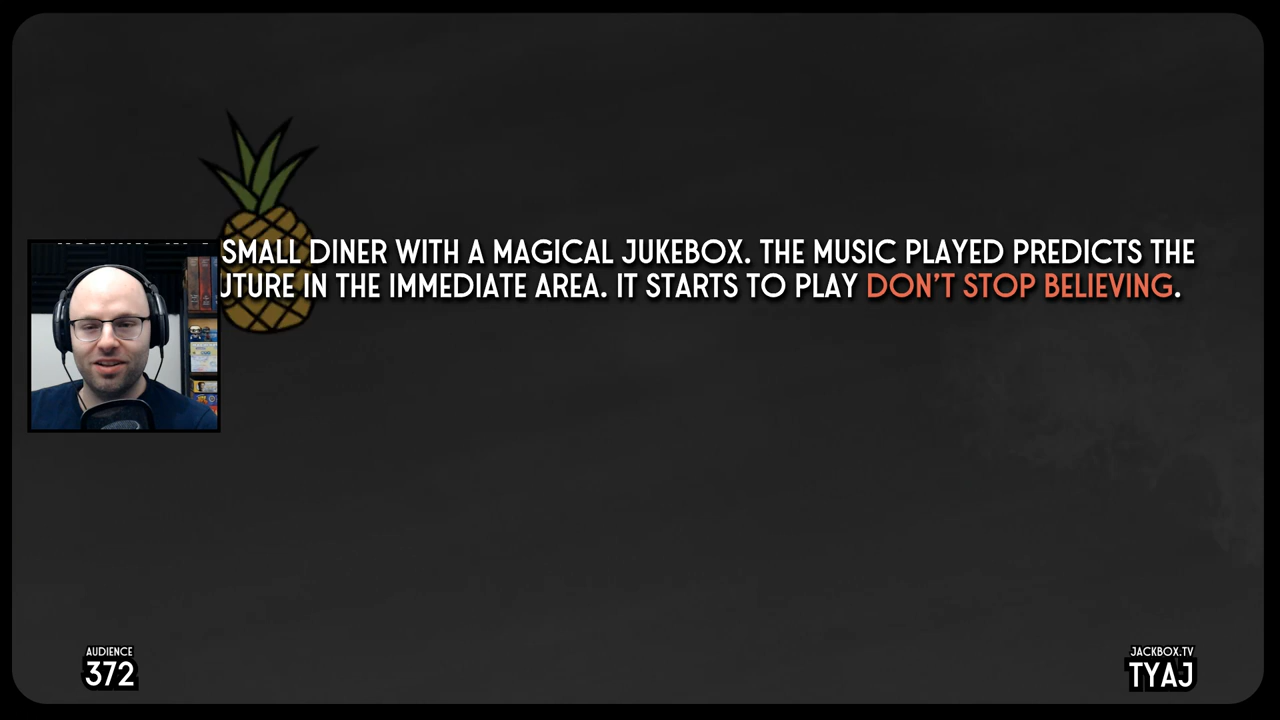 SMALL DINER WITH A MAGICAL JUKEBOX. THE MUSIC PLAYED PREDICTS THE
UTURE IN THE IMMEDIATE AREA. IT STARTS TO PLAY DON'T STOP BELIEVING.
AUDIENCE
372
JACKBOX.TV
TYAJ